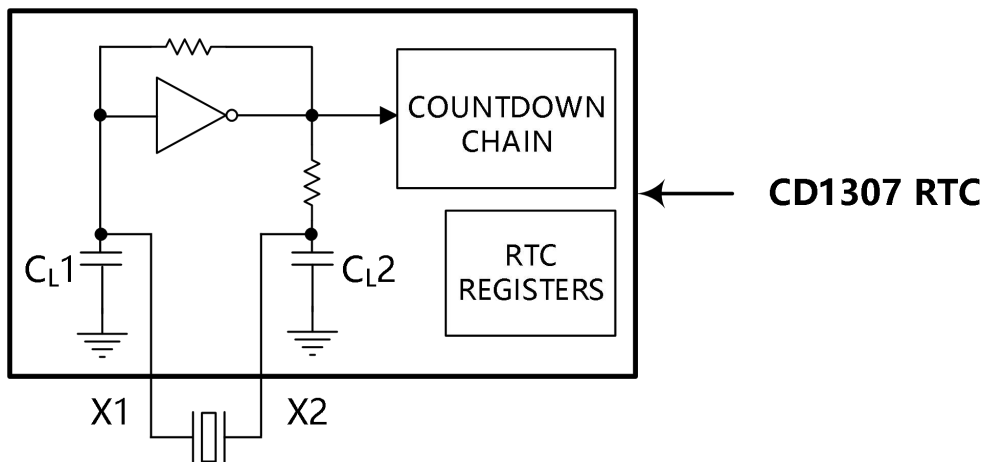 COUNTDOWN
CHAIN
CD1307 RTC
RTC
REGISTERS
CL1
CL2
X1
X2